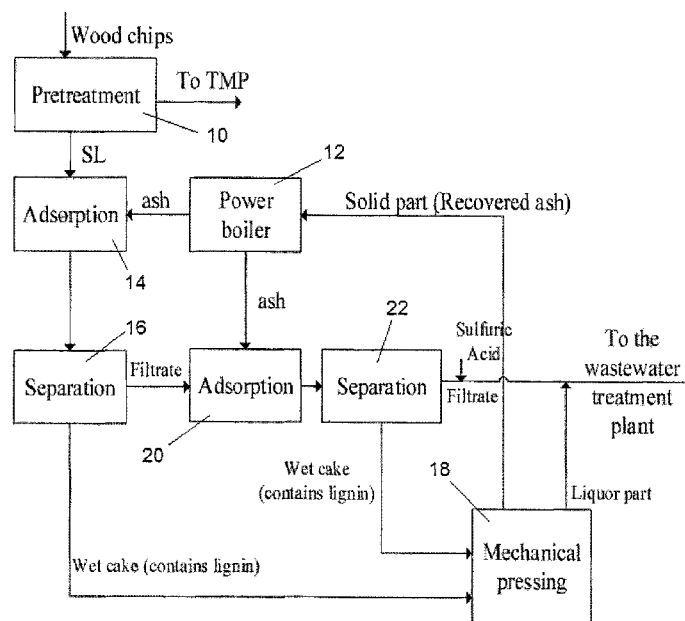 Wood chips
To TMP
Pretreatment
10
SL
12
ash
Power
boiler
Solid part (Recovered ash)
Adsorption
14
ash
16
22
Sulfuric
Acid
To the
wastewater
treatment
plant
Separation
Filtrate
Adsorption
Separation
Filtrate
20
Wet cake
(contains lignin)
18
Liquor part
Wet cake (contains lignin)
Mechanical
pressing